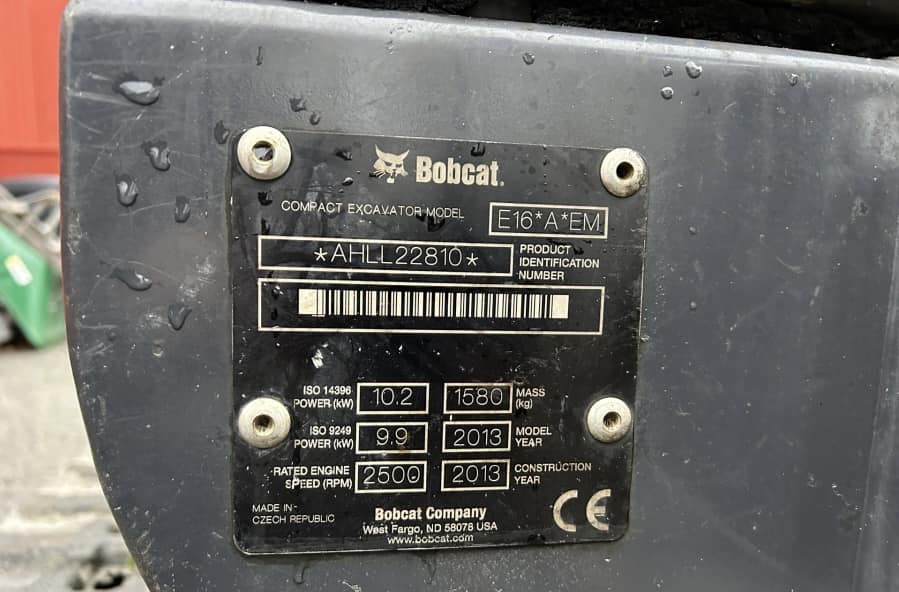 Bobcat.
COMPACT EXCAVATOR MODEL E16*A*EM
*AHLL22810* PRODUCT IDENTIFICATION NUMBER
ISO 14396 POWER (kW) 10.2 1580 MASS (kg)
ISO 9249 POWER (kW) 9.9 2013 MODEL YEAR
RATED ENGINE SPEED (RPM) 2500 2013 CONSTRUCTION YEAR
MADE IN CZECH REPUBLIC
Bobcat Company
West Fargo, ND 58078 USA
www.bobcat.com
CE